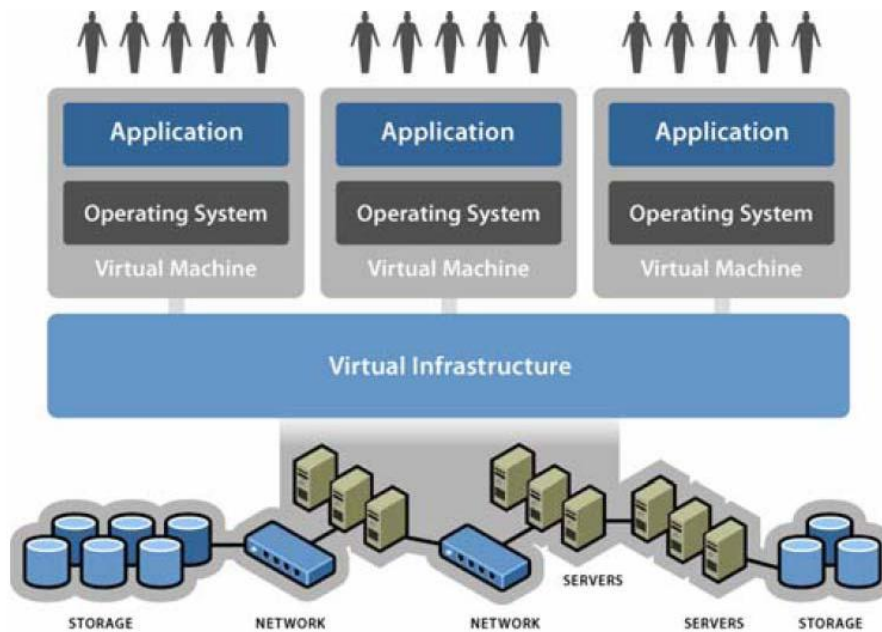 Application
Application
Application
Operating System
Operating System
Operating System
Virtual Machine
Virtual Machine
Virtual Machine
Virtual Infrastructure
SERVERS
STORAGE
NETWORK
NETWORK
SERVERS
STORAGE